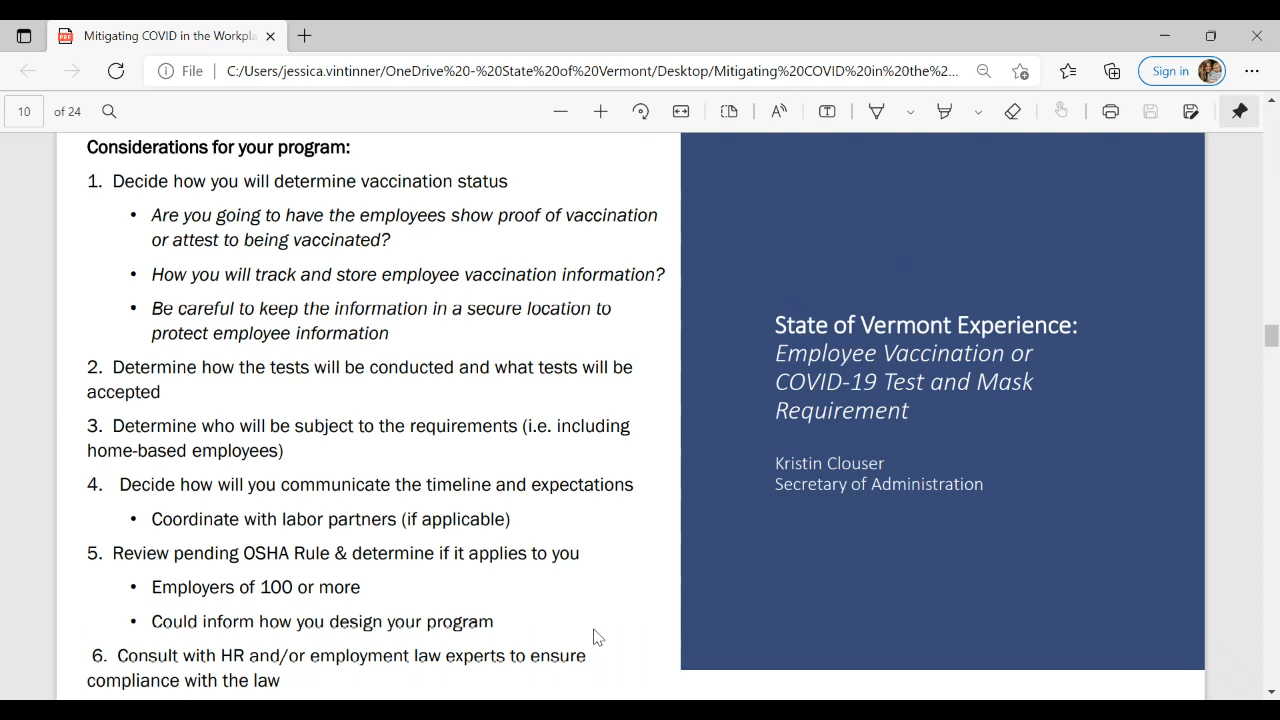 Mitigating COVID in the Workpla
File
C:/Users/jessica.vintinner/OneDrive%20-%20State%20of%20Vermont/Desktop/Mitigating%20COVID%20in%20the%2...
Sign in
10 of 24
Considerations for your program:
1. Decide how you will determine vaccination status
• Are you going to have the employees show proof of vaccination
or attest to being vaccinated?
• How you will track and store employee vaccination information?
• Be careful to keep the information in a secure location to
protect employee information
2. Determine how the tests will be conducted and what tests will be
accepted
3. Determine who will be subject to the requirements (i.e. including
home-based employees)
4. Decide how will you communicate the timeline and expectations
• Coordinate with labor partners (if applicable)
5. Review pending OSHA Rule & determine if it applies to you
• Employers of 100 or more
• Could inform how you design your program
6. Consult with HR and/or employment law experts to ensure
compliance with the law
State of Vermont Experience:
Employee Vaccination or
COVID-19 Test and Mask
Requirement
Kristin Clouser
Secretary of Administration